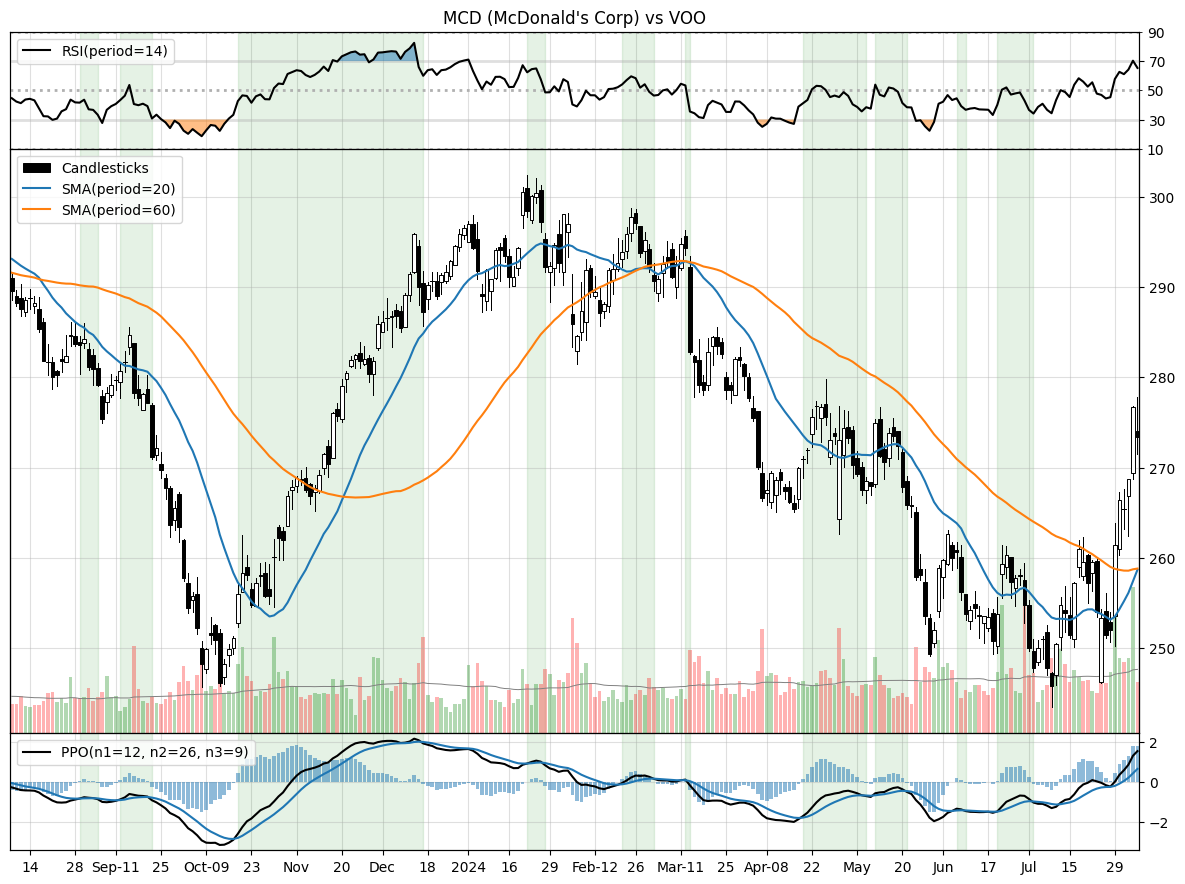 MCD (McDonald's Corp) vs VOO
RSI(period=14)
90
70
50
30
10
Candlesticks
SMA(period=20)
SMA(period=60)
300
290
280
270
260
250
PPO(n1=12, n2=26, n3=9)
2
0
−2
14 28 Sep-11 25 Oct-09 23 Nov 20 Dec 18 2024 16 29 Feb-12 26 Mar-11 25 Apr-08 22 May 20 Jun 17 Jul 15 29